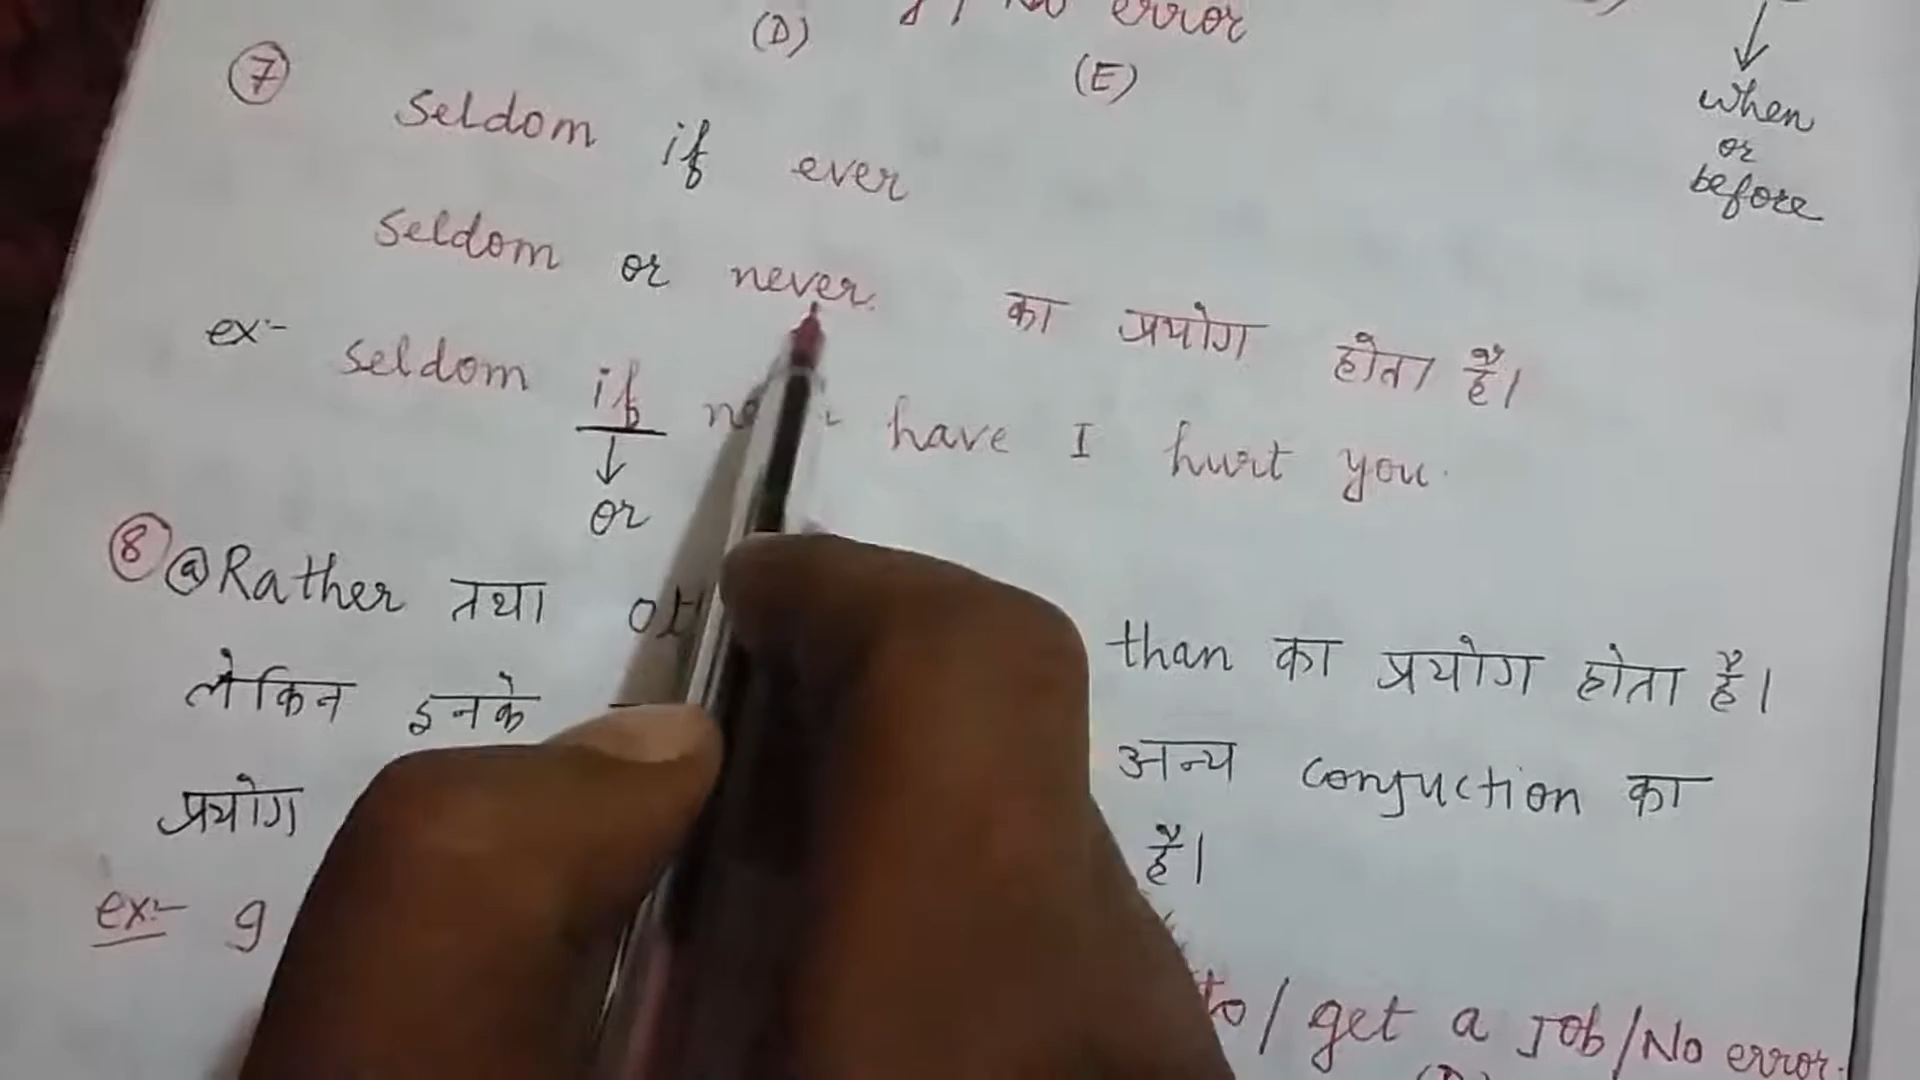 No error
(D)
(E)
when
or
before
7 Seldom if ever
Seldom or never. का प्रयोग होता है।
ex:- Seldom if have I hurt you.
or
8 a Rather तथा than का प्रयोग होता है।
लेकिन इनके अन्य conjuction का
प्रयोग है।
ex:- to/ get a Job/No error.